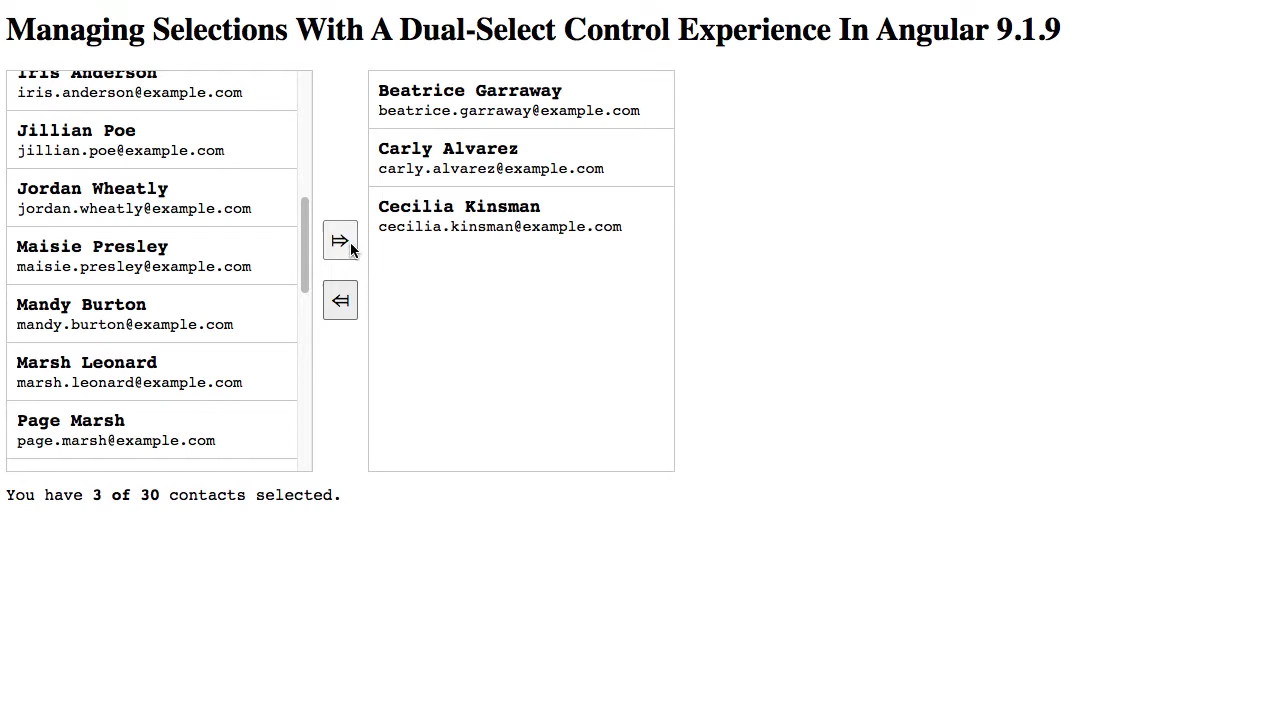 Managing Selections With A Dual-Select Control Experience In Angular 9.1.9
Iris Anderson
iris.anderson@example.com
Jillian Poe
jillian.poe@example.com
Jordan Wheatly
jordan.wheatly@example.com
Maisie Presley
maisie.presley@example.com
Mandy Burton
mandy.burton@example.com
Marsh Leonard
marsh.leonard@example.com
Page Marsh
page.marsh@example.com
⤇
⤆
Beatrice Garraway
beatrice.garraway@example.com
Carly Alvarez
carly.alvarez@example.com
Cecilia Kinsman
cecilia.kinsman@example.com
You have 3 of 30 contacts selected.